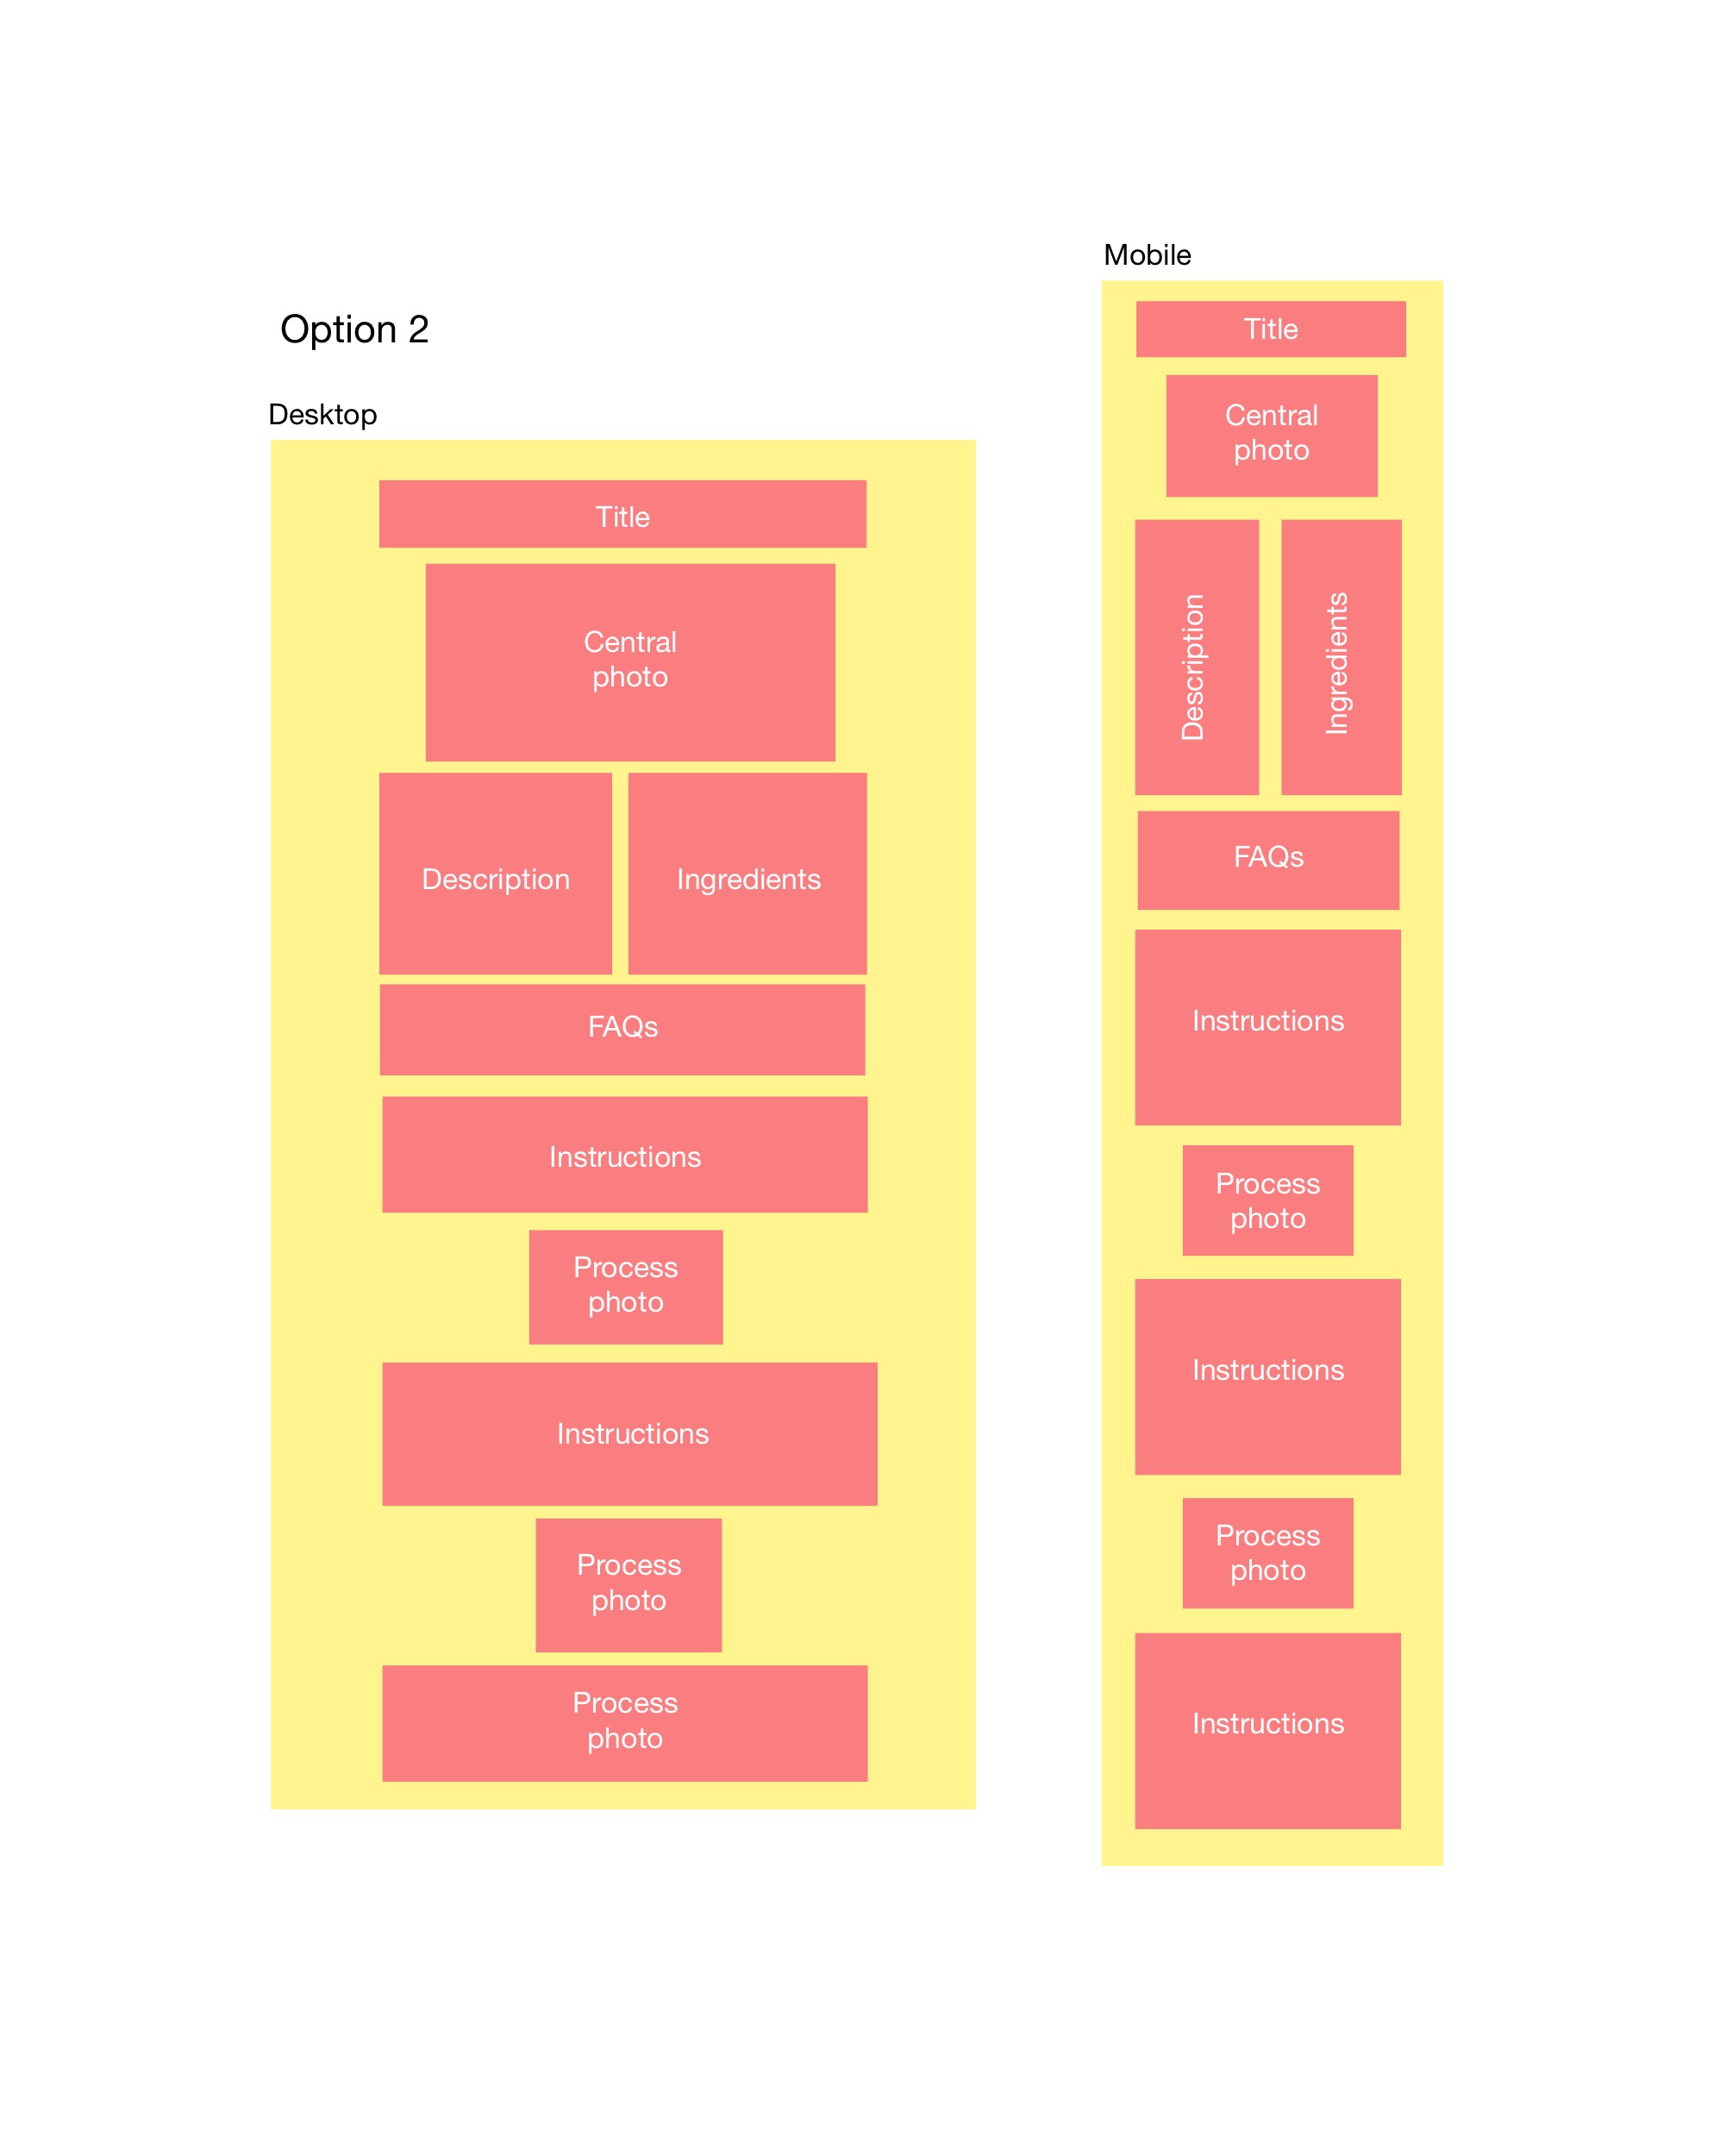 Option 2
Desktop
Title
Central
photo
Description
Ingredients
FAQs
Instructions
Process
photo
Instructions
Process
photo
Process
photo
Mobile
Title
Central
photo
Description
Ingredients
FAQs
Instructions
Process
photo
Instructions
Process
photo
Instructions